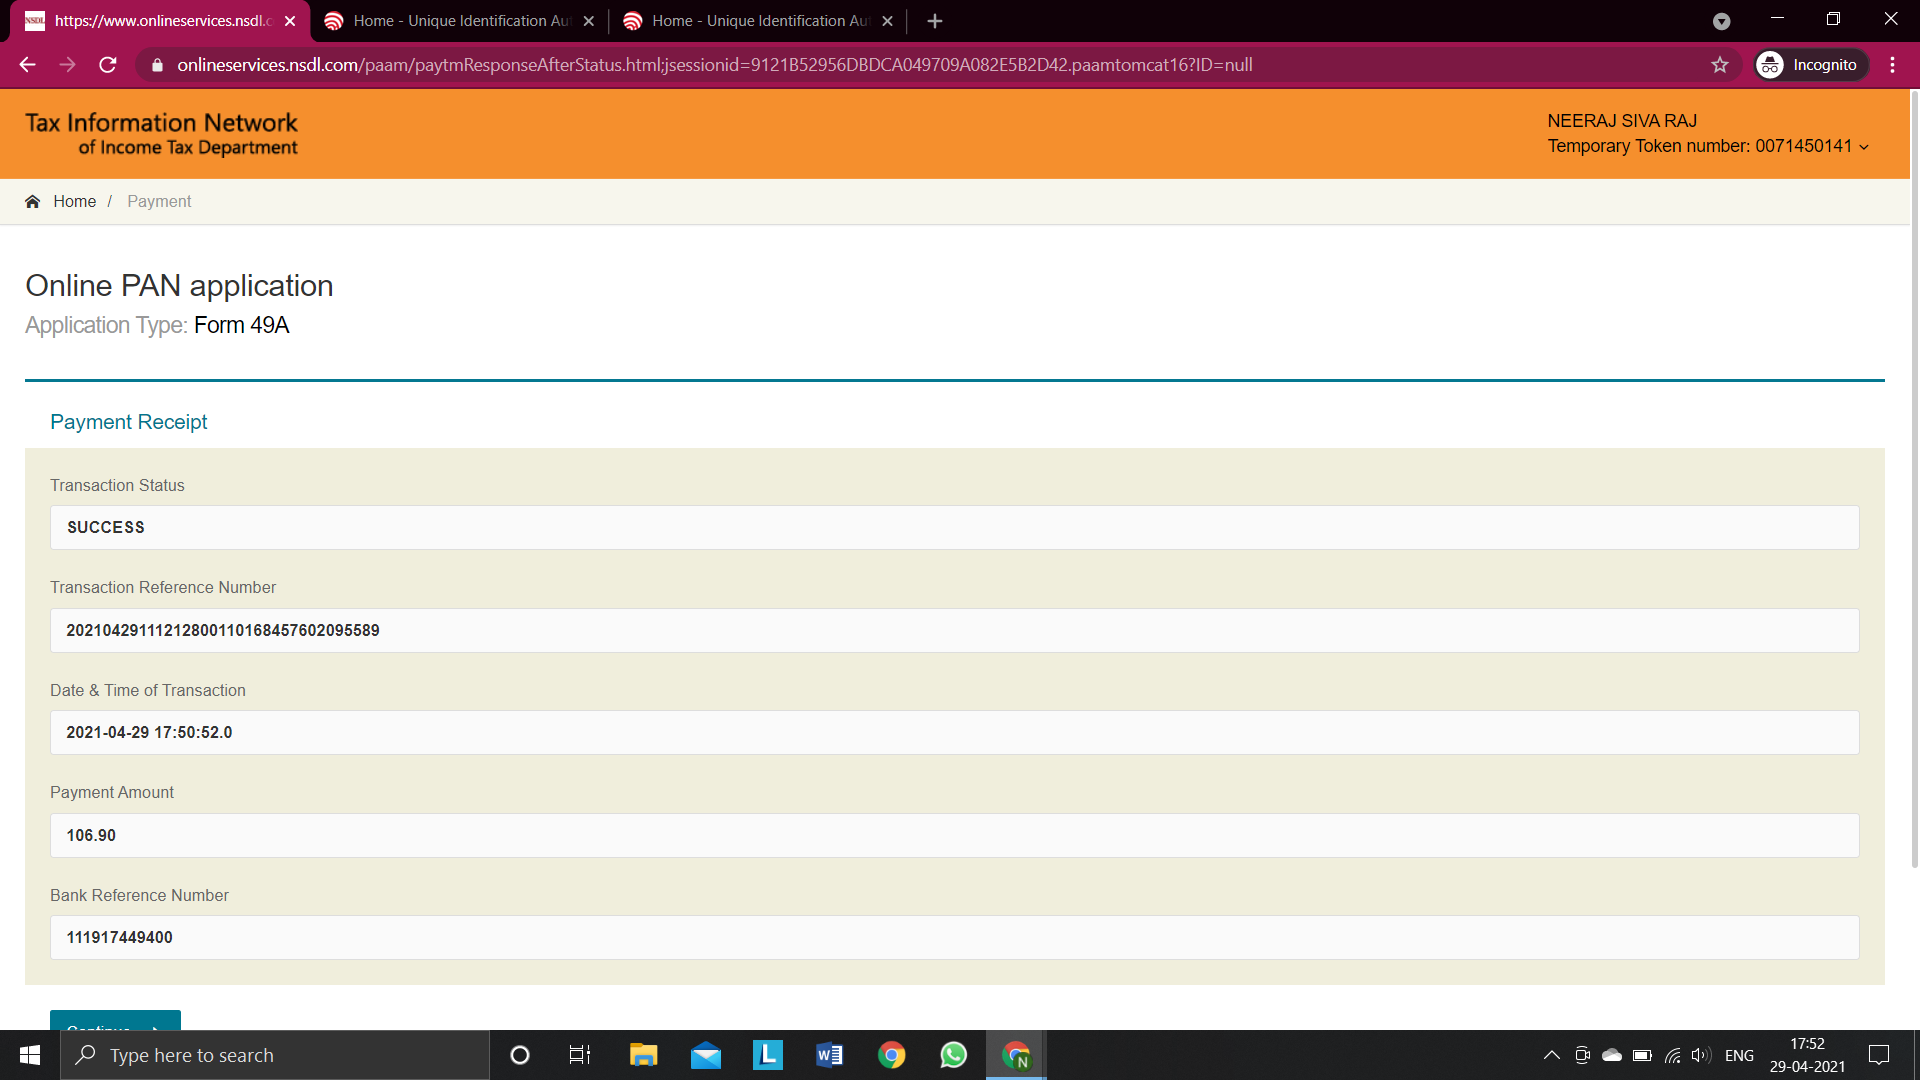 NSDL https://www.onlineservices.nsdl.c
Home - Unique Identification Aut
Home - Unique Identification Aut
onlineservices.nsdl.com/paam/paytmResponseAfterStatus.html;jsessionid=9121B52956DBDCA049709A082E5B2D42.paamtomcat16?ID=null
Incognito
Tax Information Network
of Income Tax Department
NEERAJ SIVA RAJ
Temporary Token number: 0071450141
Home / Payment
Online PAN application
Application Type: Form 49A
Payment Receipt
Transaction Status
SUCCESS
Transaction Reference Number
20210429111212800110168457602095589
Date & Time of Transaction
2021-04-29 17:50:52.0
Payment Amount
106.90
Bank Reference Number
111917449400
Continue
Type here to search
L
W
N
ENG
17:52
29-04-2021